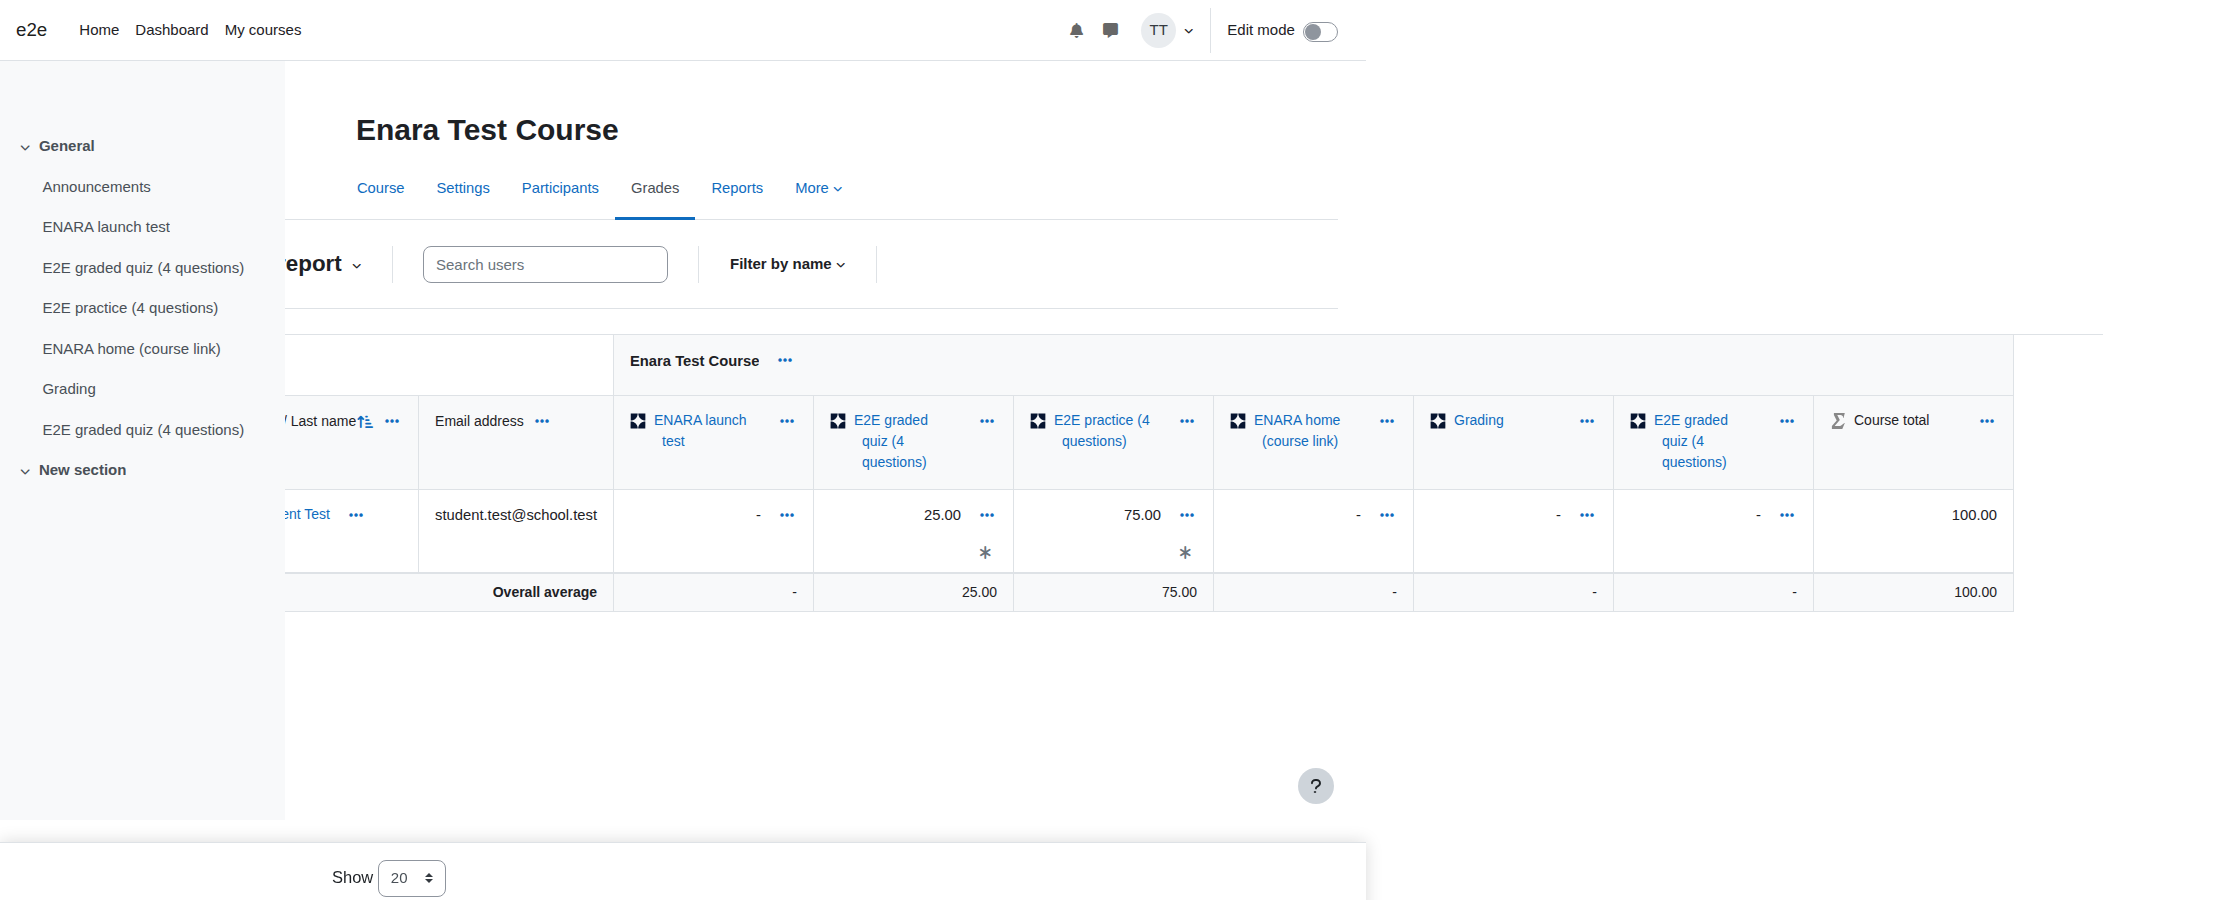 e2e Home Dashboard My courses TT Edit mode
Enara Test Course
General
Announcements
ENARA launch test
E2E graded quiz (4 questions)
E2E practice (4 questions)
ENARA home (course link)
Grading
E2E graded quiz (4 questions)
New section
Course Settings Participants Grades Reports More
report Search users Filter by name
Enara Test Course
/ Last name Email address ENARA launch test E2E graded quiz (4 questions) E2E practice (4 questions) ENARA home (course link) Grading E2E graded quiz (4 questions) Course total
ent Test student.test@school.test - 25.00 75.00 - - - 100.00
Overall average - 25.00 75.00 - - - 100.00
?
Show 20